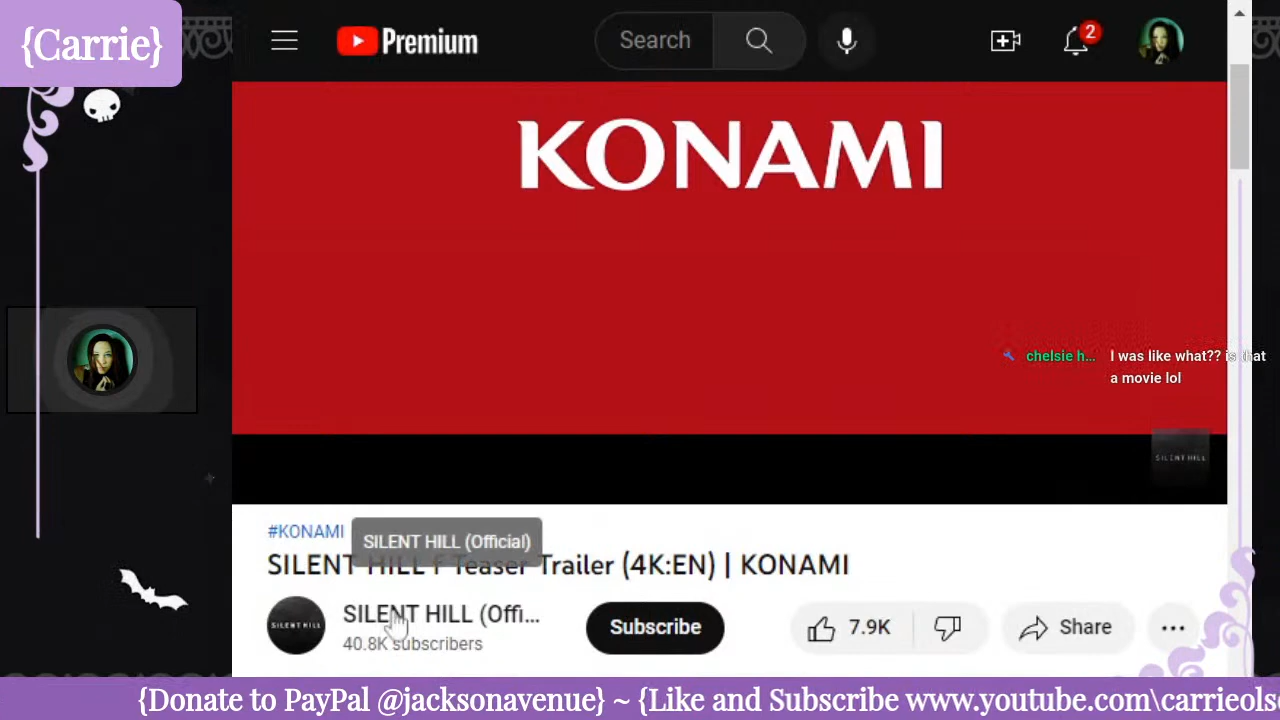 {Carrie}
Premium
Search
2
KONAMI
chelsie h... I was like what?? is that
a movie lol
SILENT HILL
#KONAMI
SILENT HILL (Official)
SILENT HILL f Teaser Trailer (4K:EN) | KONAMI
SILENT HILL
SILENT HILL (Offi...
40.8K subscribers
Subscribe
7.9K
Share
{Donate to PayPal @jacksonavenue} ~ {Like and Subscribe www.youtube.com\carrieols